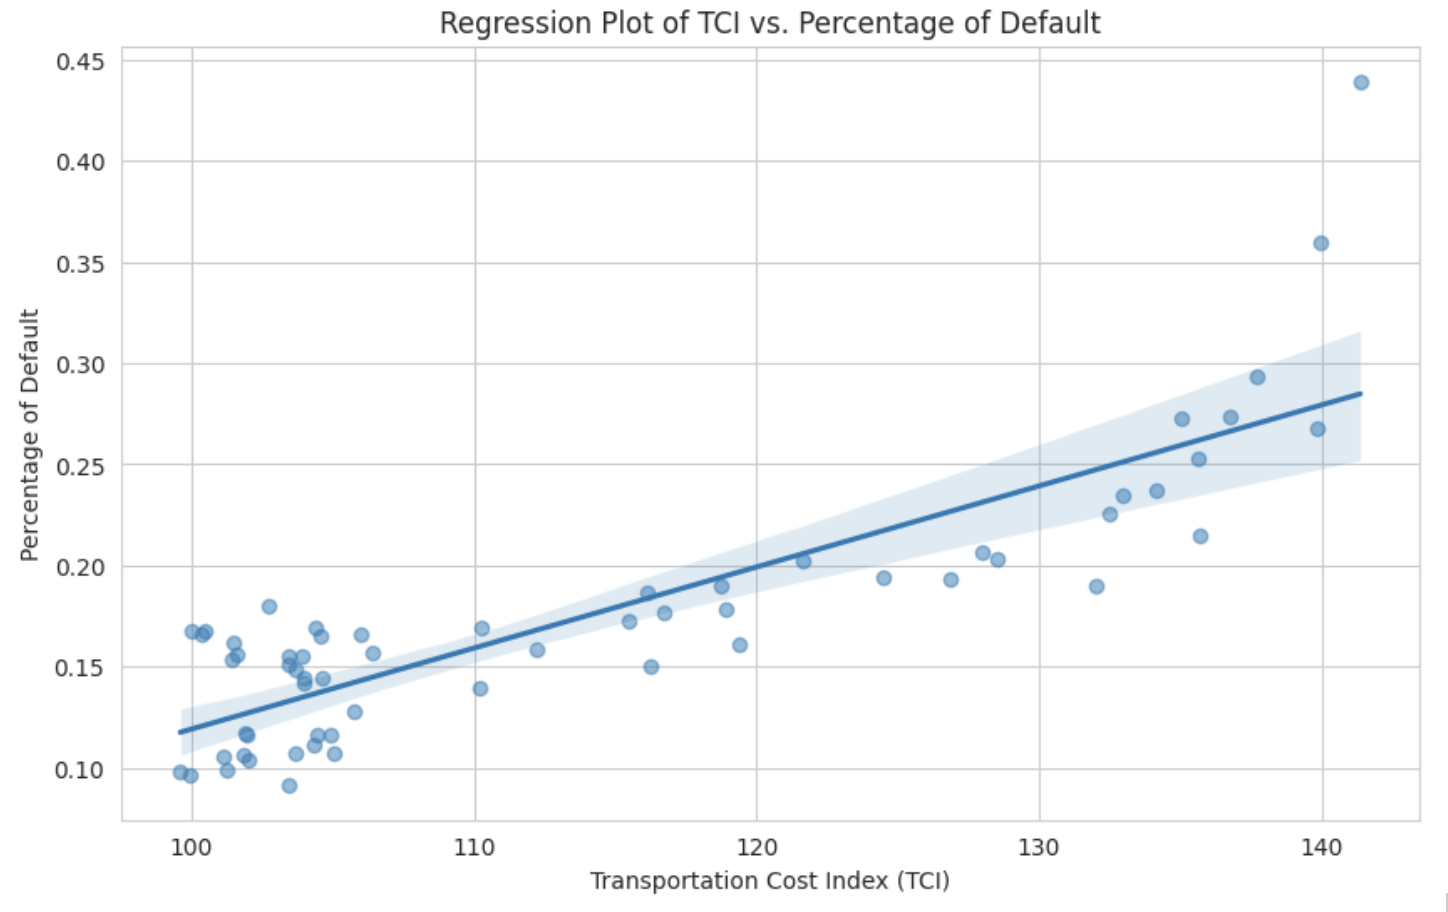 Regression Plot of TCI vs. Percentage of Default
0.45
0.40
0.35
0.30
0.25
0.20
0.15
0.10
Percentage of Default
100 110 120 130 140
Transportation Cost Index (TCI)